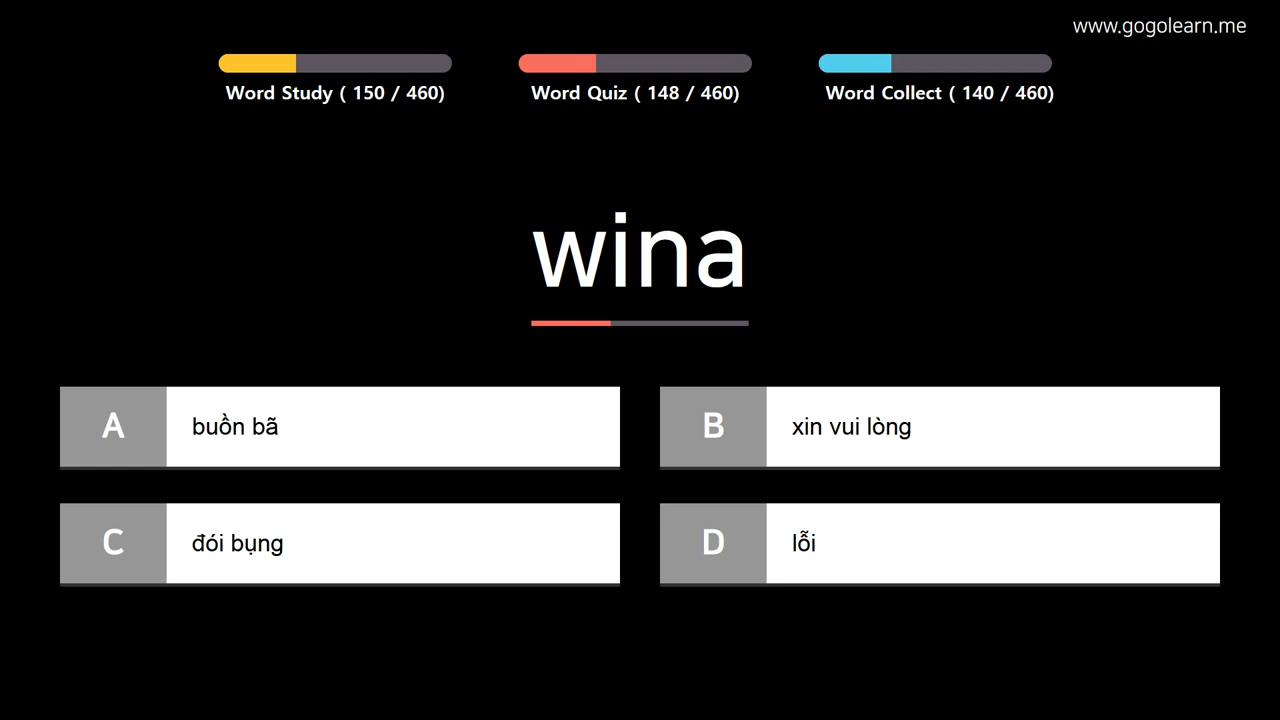 www.gogolearn.me
Word Study ( 150 / 460)
Word Quiz ( 148 / 460)
Word Collect ( 140 / 460)
wina
A buồn bã
B xin vui lòng
C đói bụng
D lỗi